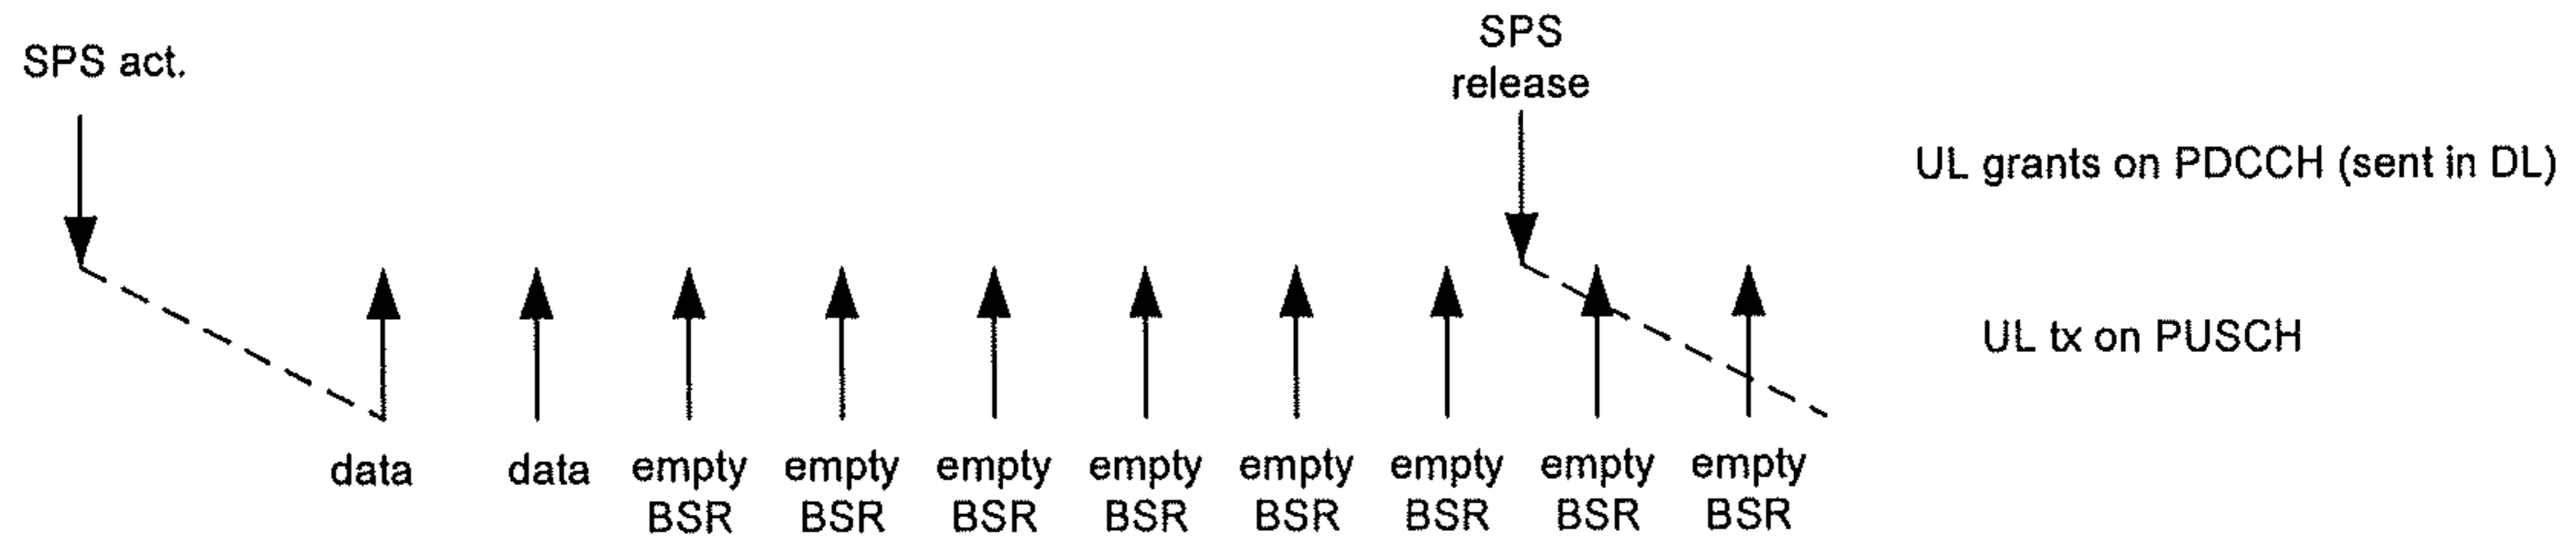 SPS act.
SPS
release
UL grants on PDCCH (sent in DL)
UL tx on PUSCH
data
data
empty
BSR
empty
BSR
empty
BSR
empty
BSR
empty
BSR
empty
BSR
empty
BSR
empty
BSR